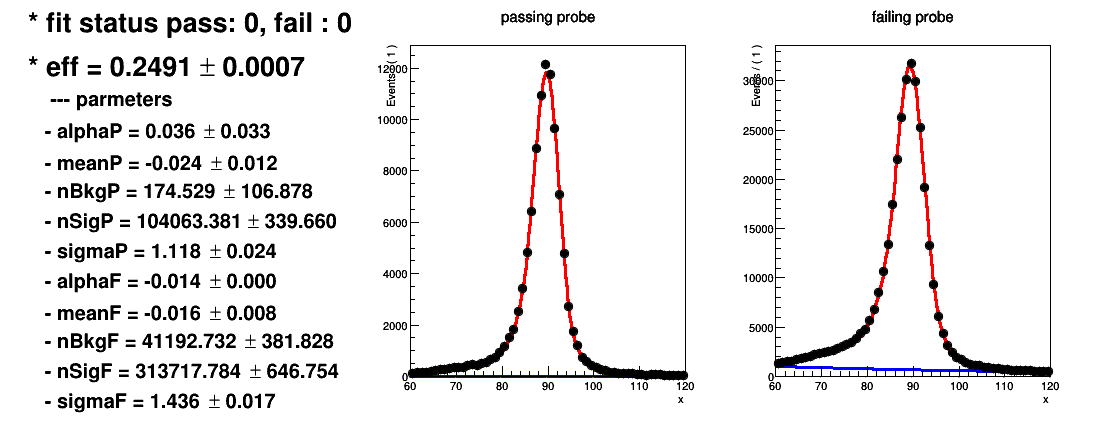 * fit status pass: 0, fail : 0
* eff = 0.2491 ± 0.0007
--- parmeters
- alphaP = 0.036 ± 0.033
- meanP = -0.024 ± 0.012
- nBkgP = 174.529 ± 106.878
- nSigP = 104063.381 ± 339.660
- sigmaP = 1.118 ± 0.024
- alphaF = -0.014 ± 0.000
- meanF = -0.016 ± 0.008
- nBkgF = 41192.732 ± 381.828
- nSigF = 313717.784 ± 646.754
- sigmaF = 1.436 ± 0.017
passing probe
Events / ( 1 )
12000
10000
8000
6000
4000
2000
0
60 70 80 90 100 110 120
x
failing probe
Events / ( 1 )
30000
25000
20000
15000
10000
5000
0
60 70 80 90 100 110 120
x